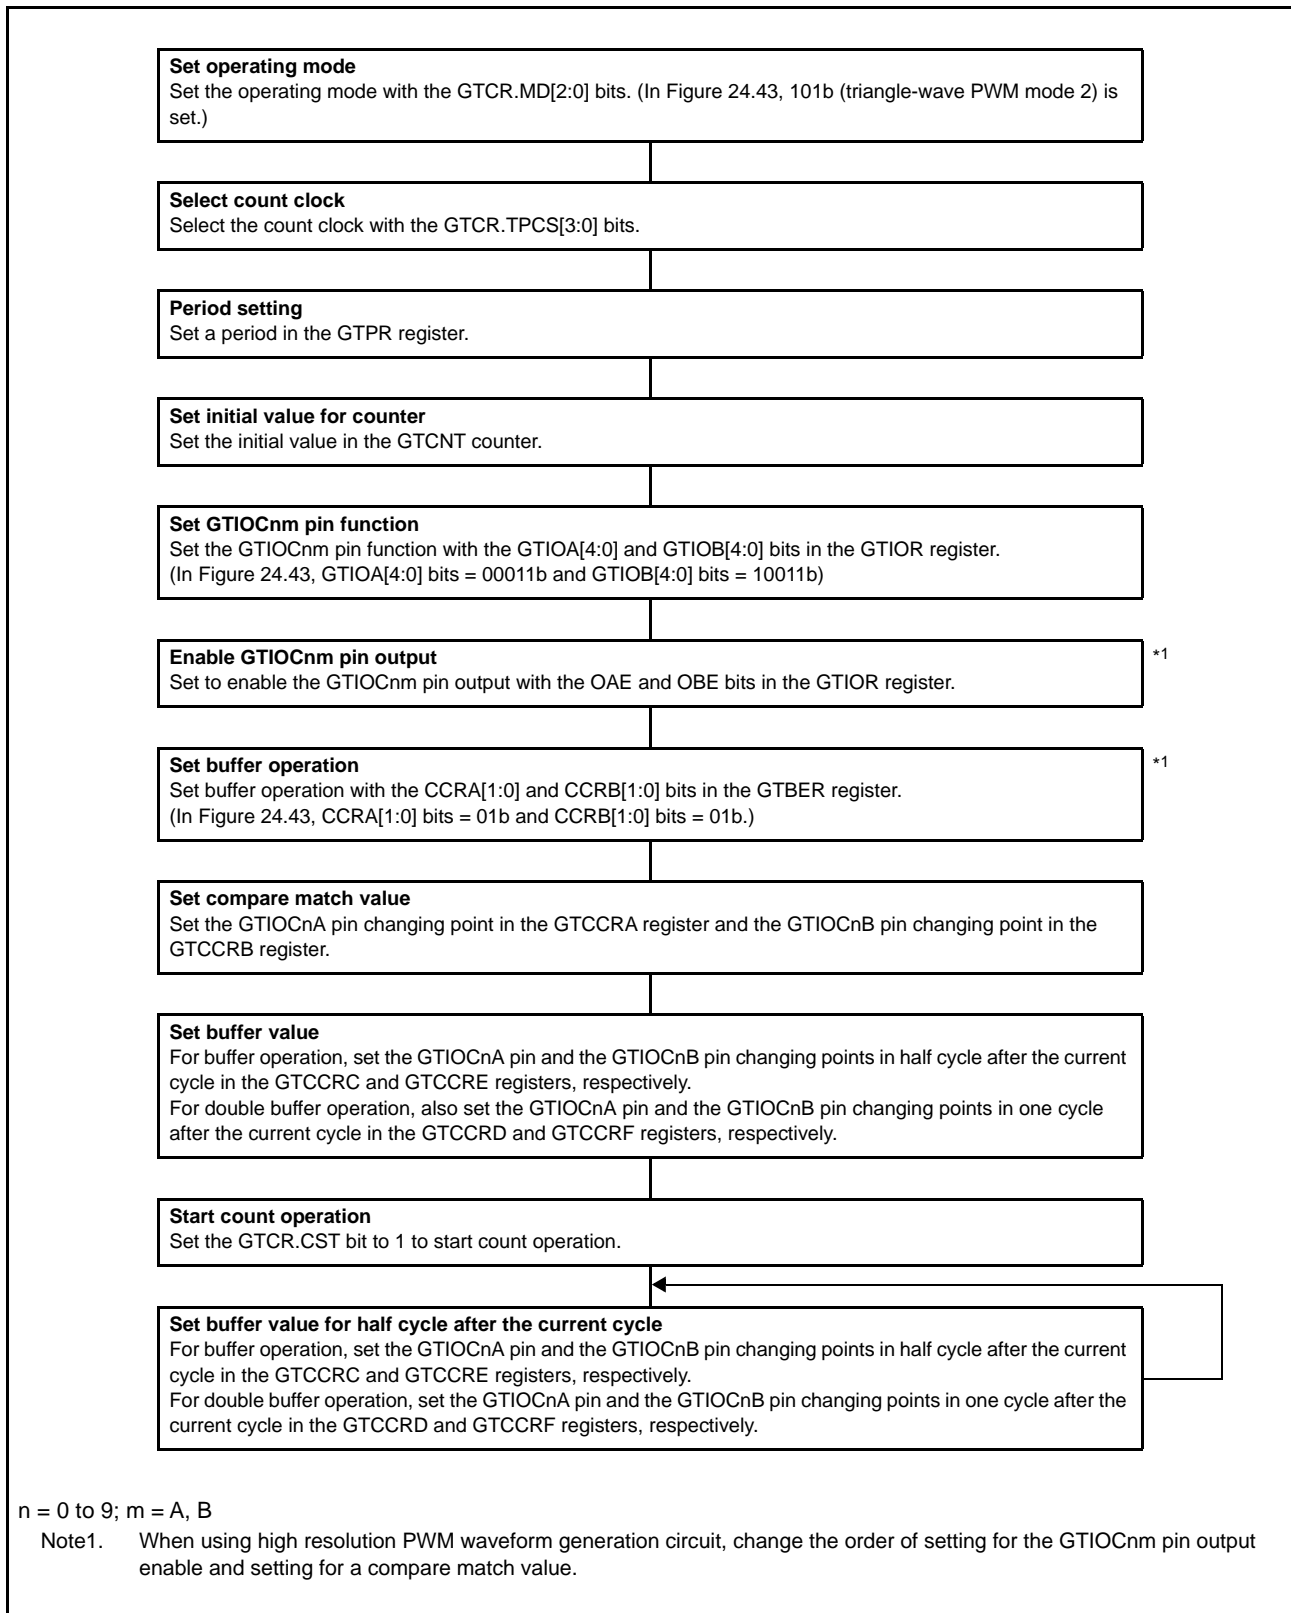 Set operating mode
Set the operating mode with the GTCR.MD[2:0] bits. (In Figure 24.43, 101b (triangle-wave PWM mode 2) is
set.)
Select count clock
Select the count clock with the GTCR.TPCS[3:0] bits.
Period setting
Set a period in the GTPR register.
Set initial value for counter
Set the initial value in the GTCNT counter.
Set GTIOCnm pin function
Set the GTIOCnm pin function with the GTIOA[4:0] and GTIOB[4:0] bits in the GTIOR register.
(In Figure 24.43, GTIOA[4:0] bits = 00011b and GTIOB[4:0] bits = 10011b)
Enable GTIOCnm pin output *1
Set to enable the GTIOCnm pin output with the OAE and OBE bits in the GTIOR register.
Set buffer operation *1
Set buffer operation with the CCRA[1:0] and CCRB[1:0] bits in the GTBER register.
(In Figure 24.43, CCRA[1:0] bits = 01b and CCRB[1:0] bits = 01b.)
Set compare match value
Set the GTIOCnA pin changing point in the GTCCRA register and the GTIOCnB pin changing point in the
GTCCRB register.
Set buffer value
For buffer operation, set the GTIOCnA pin and the GTIOCnB pin changing points in half cycle after the current
cycle in the GTCCRC and GTCCRE registers, respectively.
For double buffer operation, also set the GTIOCnA pin and the GTIOCnB pin changing points in one cycle
after the current cycle in the GTCCRD and GTCCRF registers, respectively.
Start count operation
Set the GTCR.CST bit to 1 to start count operation.
Set buffer value for half cycle after the current cycle
For buffer operation, set the GTIOCnA pin and the GTIOCnB pin changing points in half cycle after the current
cycle in the GTCCRC and GTCCRE registers, respectively.
For double buffer operation, set the GTIOCnA pin and the GTIOCnB pin changing points in one cycle after the
current cycle in the GTCCRD and GTCCRF registers, respectively.
n = 0 to 9; m = A, B
Note1. When using high resolution PWM waveform generation circuit, change the order of setting for the GTIOCnm pin output
enable and setting for a compare match value.